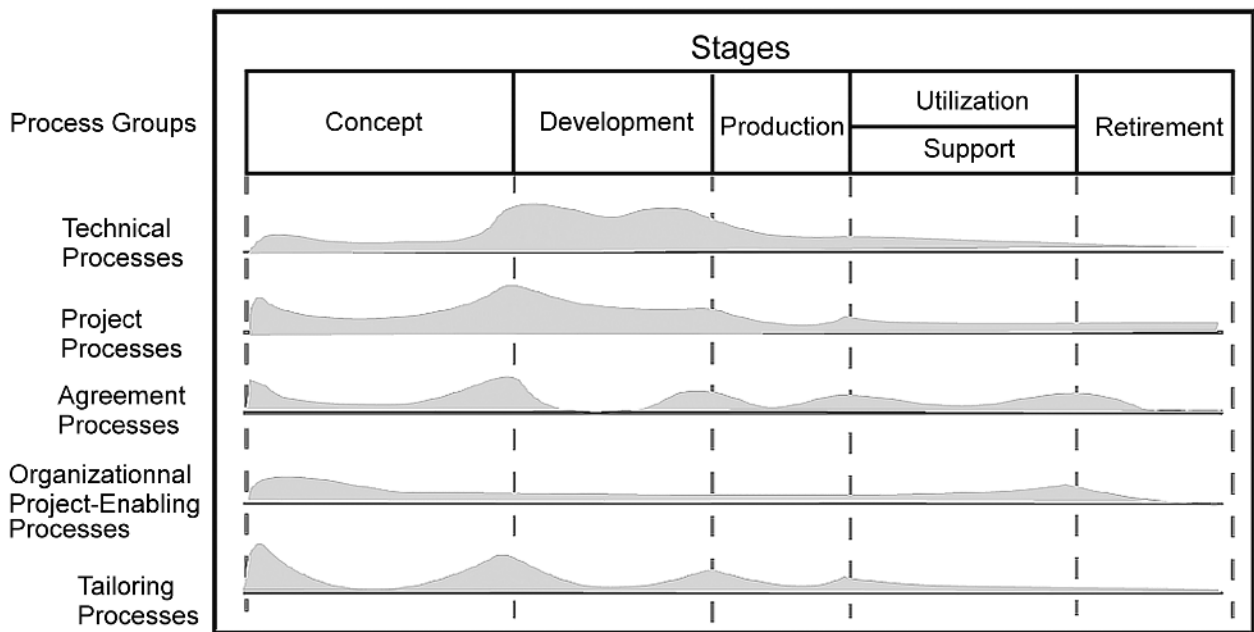 Stages
Process Groups
Concept
Development
Production
Utilization
Support
Retirement
Technical
Processes
Project
Processes
Agreement
Processes
Organizationnal
Project-Enabling
Processes
Tailoring
Processes